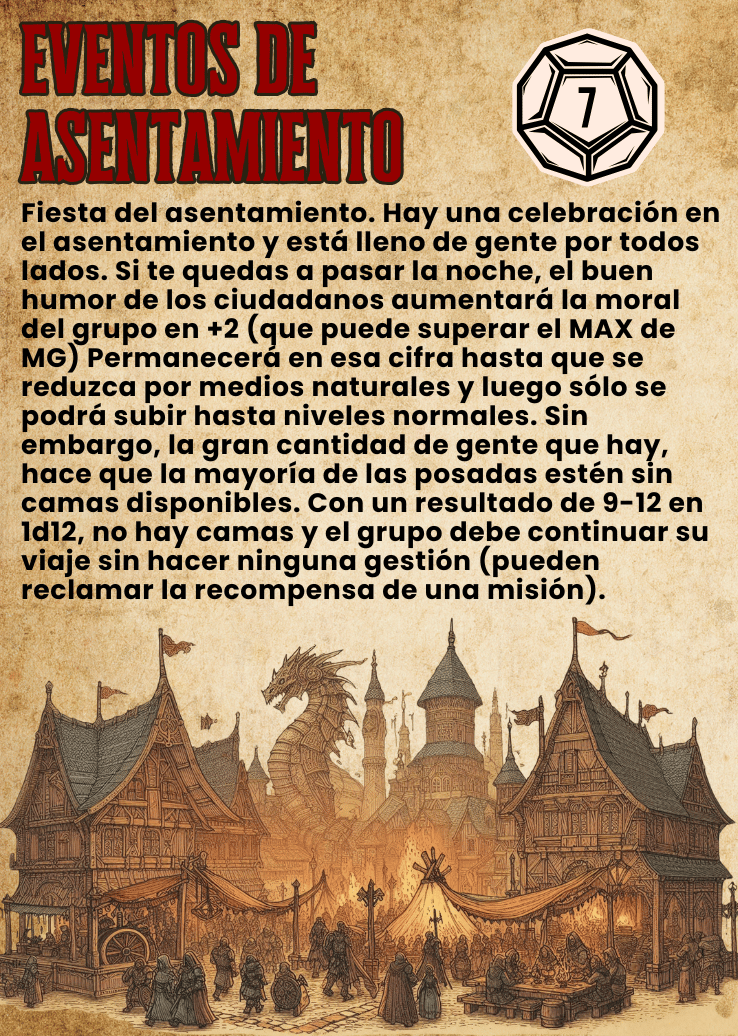 EVENTOS DE
ASENTAMIENTO
7
Fiesta del asentamiento. Hay una celebración en
el asentamiento y está lleno de gente por todos
lados. Si te quedas a pasar la noche, el buen
humor de los ciudadanos aumentará la moral
del grupo en +2 (que puede superar el MAX de
MG) Permanecerá en esa cifra hasta que se
reduzca por medios naturales y luego sólo se
podrá subir hasta niveles normales. Sin
embargo, la gran cantidad de gente que hay,
hace que la mayoría de las posadas estén sin
camas disponibles. Con un resultado de 9-12 en
1d12, no hay camas y el grupo debe continuar su
viaje sin hacer ninguna gestión (pueden
reclamar la recompensa de una misión).